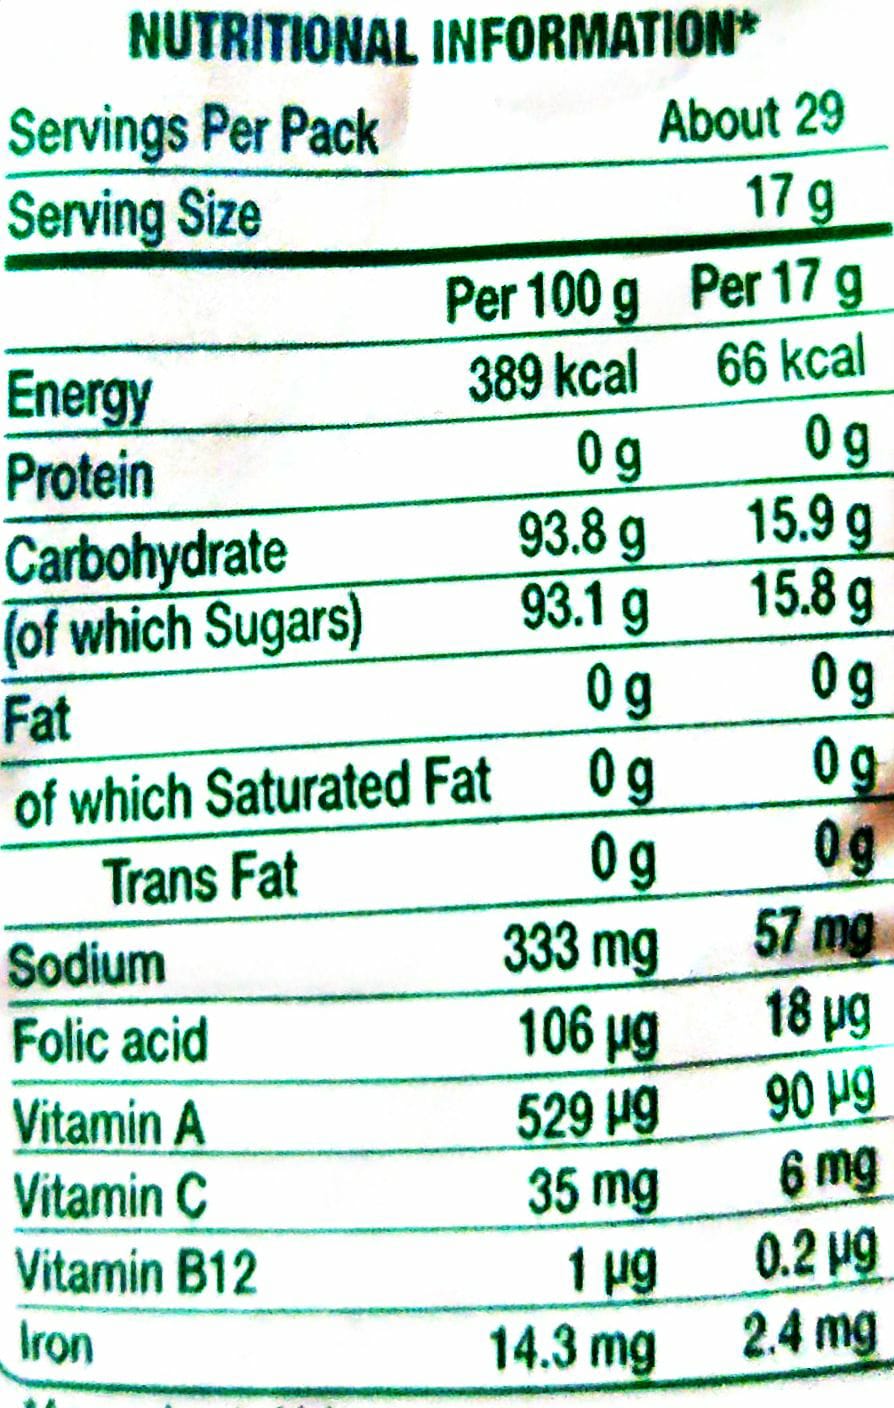 NUTRITIONAL INFORMATION*
Servings Per Pack About 29
Serving Size 17 g
Per 100 g Per 17 g
Energy 389 kcal 66 kcal
Protein 0 g 0 g
Carbohydrate 93.8 g 15.9 g
(of which Sugars) 93.1 g 15.8 g
Fat 0 g 0 g
of which Saturated Fat 0 g 0 g
Trans Fat 0 g 0 g
Sodium 333 mg 57 mg
Folic acid 106 µg 18 µg
Vitamin A 529 µg 90 µg
Vitamin C 35 mg 6 mg
Vitamin B12 1 µg 0.2 µg
Iron 14.3 mg 2.4 mg